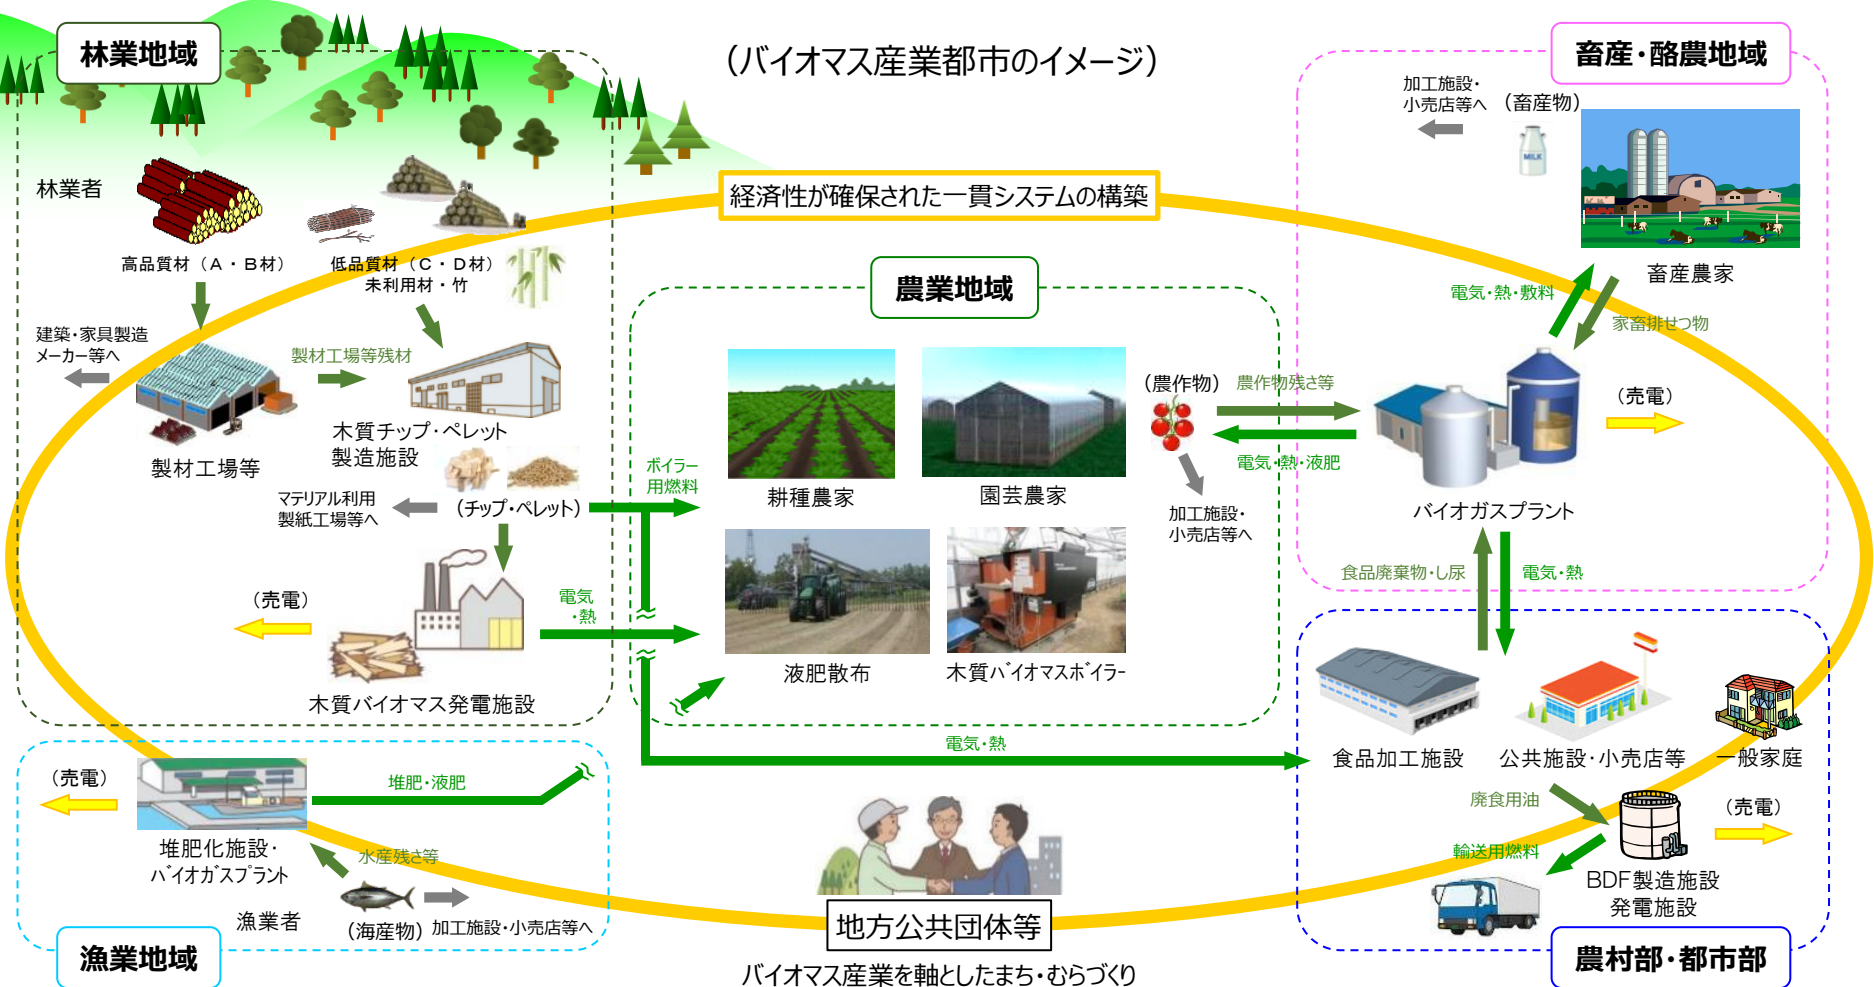 (バイオマス産業都市のイメージ)
林業地域
林業者
高品質材(A・B材)
低品質材(C・D材)
未利用材・竹
建築・家具製造
メーカー等へ
製材工場等残材
製材工場等
木質チップ・ペレット
製造施設
マテリアル利用
製紙工場等へ
(チップ・ペレット)
(売電)
木質バイオマス発電施設
ボイラー
用燃料
電気
・熱
経済性が確保された一貫システムの構築
農業地域
耕種農家
園芸農家
液肥散布
木質バイオマスボイラー
(農作物)
加工施設・
小売店等へ
農作物残さ等
電気・熱・液肥
畜産・酪農地域
加工施設・
小売店等へ
(畜産物)
MILK
畜産農家
電気・熱・敷料
家畜排せつ物
(売電)
バイオガスプラント
食品廃棄物・し尿
電気・熱
電気・熱
食品加工施設
公共施設・小売店等
一般家庭
廃食用油
(売電)
輸送用燃料
BDF製造施設
発電施設
農村部・都市部
(売電)
堆肥・液肥
堆肥化施設・
バイオガスプラント
水産残さ等
漁業者
(海産物)
加工施設・小売店等へ
漁業地域
地方公共団体等
バイオマス産業を軸としたまち・むらづくり